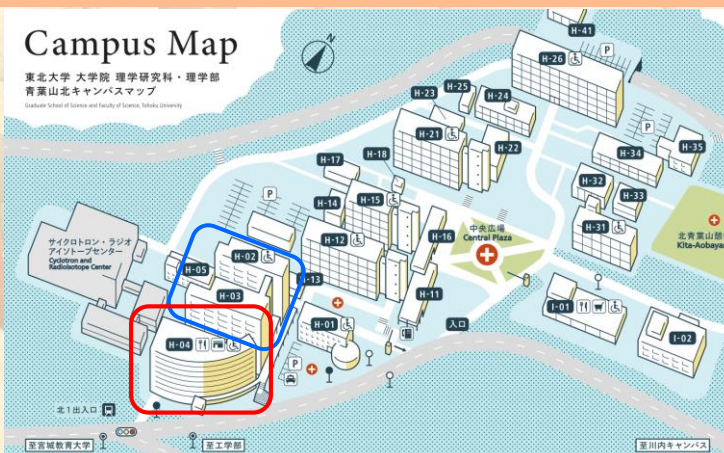 Campus Map
東北大学 大学院 理学研究科・理学部
青葉山北キャンパスマップ
Graduate School of Science and Faculty of Science, Tohoku University
H-41
P
H-26
H-25
H-24
H-23
H-21
H-22
P
H-35
H-34
H-18
H-17
H-32
H-33
P
H-15
H-14
H-31
H-16
中央広場
Central Plaza
北青葉山
Kita-Aobaya
サイクロトロン・ラジオ
アイソトープセンター
Cyclotron and
Radioisotope Center
H-12
H-02
H-05
H-13
H-03
H-11
I-01
H-01
入口
I-02
H-04
P
北1出入口
至宮城教育大学
至工学部
至川内キャンパス